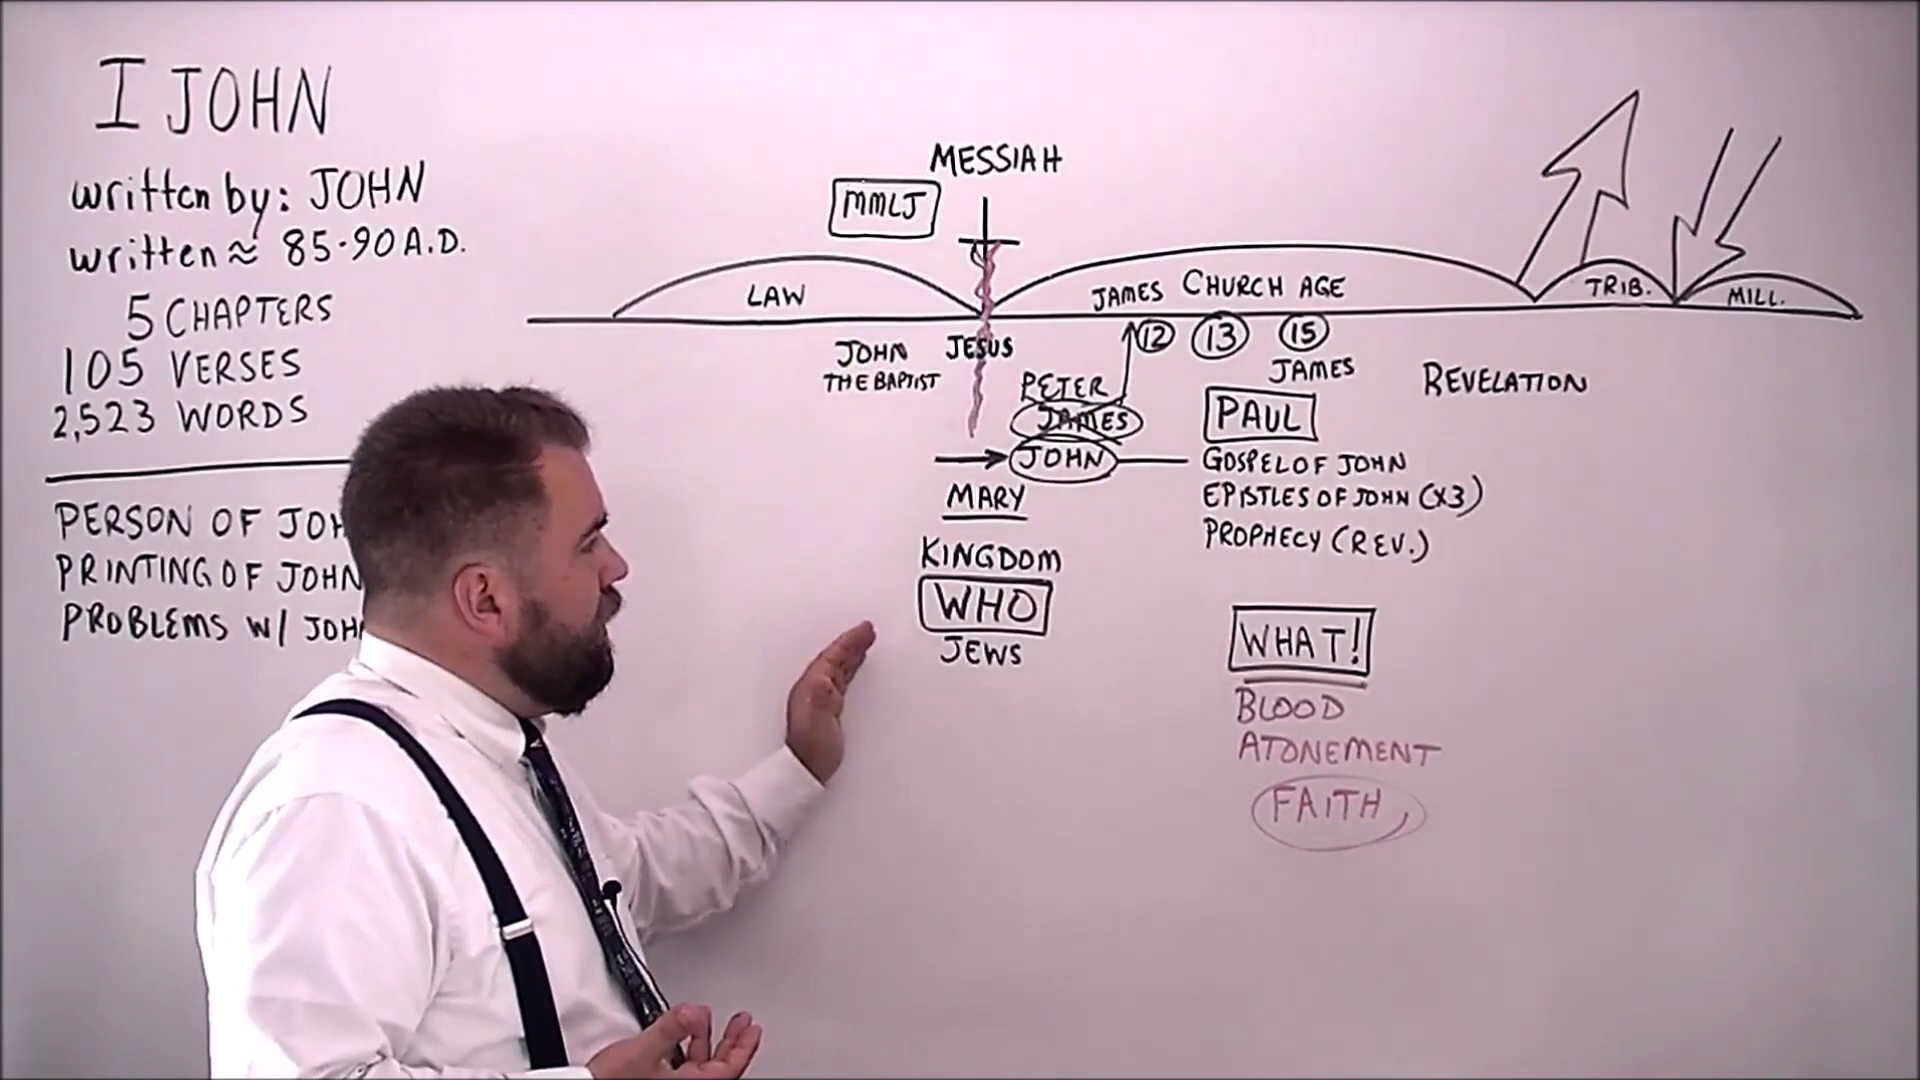 I JOHN
written by: JOHN
written ≈ 85-90 A.D.
5 CHAPTERS
105 VERSES
2,523 WORDS
PERSON OF JOH
PRINTING OF JOHN
PROBLEMS W/ JOH
MESSIAH
MMLJ
LAW
JAMES CHURCH AGE
TRIB.
MILL.
12 13 15
JOHN
THE BAPTIST
JESUS
PETER
JAMES
JOHN
MARY
KINGDOM
WHO
JEWS
JAMES
PAUL
GOSPEL OF JOHN
EPISTLES OF JOHN (X3)
PROPHECY (REV.)
REVELATION
WHAT!
BLOOD
ATONEMENT
FAITH